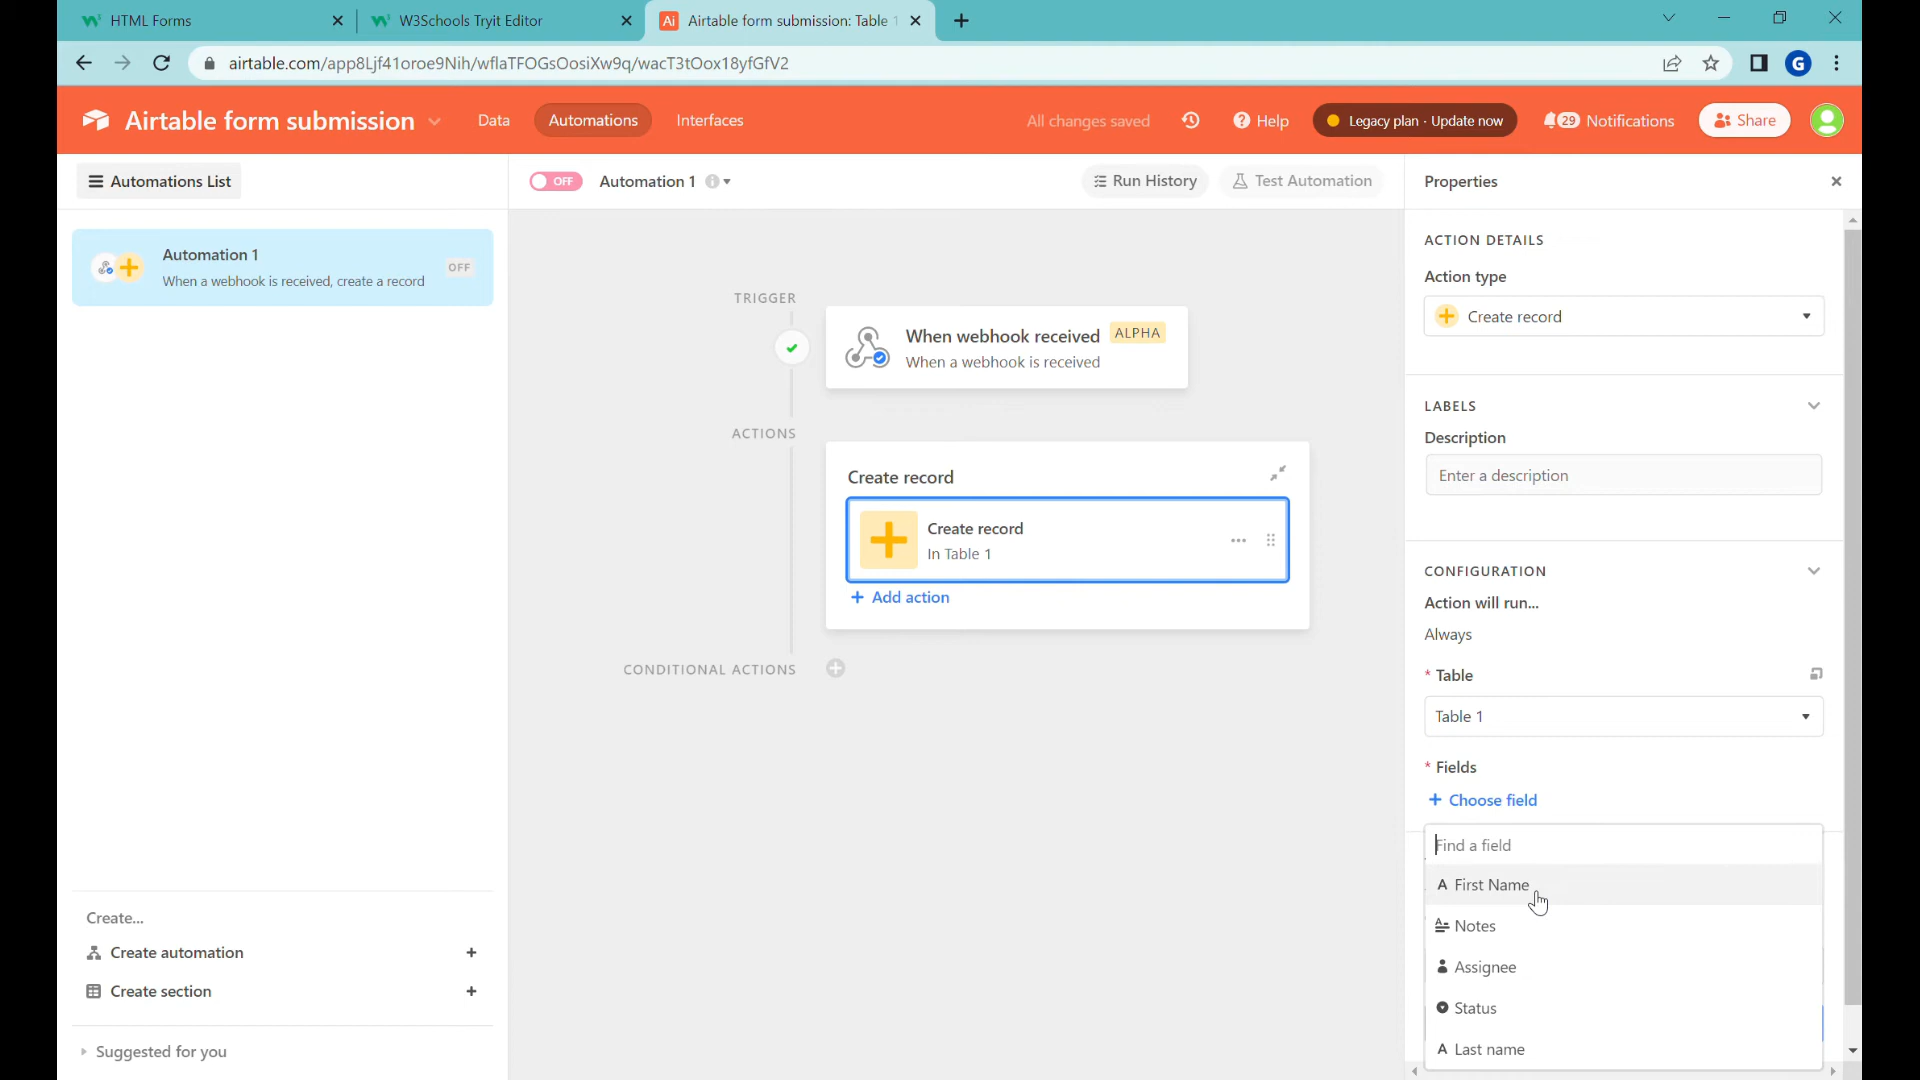 HTML Forms
W3Schools Tryit Editor
Airtable form submission: Table 1
airtable.com/app8Ljf41oroe9Nih/wflaTFOGsOosiXw9q/wacT3tOox18yfGfV2
G
Airtable form submission
Data
Automations
Interfaces
All changes saved
Help
Legacy plan · Update now
29
Notifications
Share
Automations List
OFF
Automation 1
Run History
Test Automation
Properties
Automation 1
When a webhook is received, create a record
OFF
TRIGGER
When webhook received
ALPHA
When a webhook is received
ACTIONS
Create record
Create record
In Table 1
+ Add action
CONDITIONAL ACTIONS
ACTION DETAILS
Action type
Create record
LABELS
Description
Enter a description
CONFIGURATION
Action will run...
Always
* Table
Table 1
* Fields
+ Choose field
Find a field
A First Name
Notes
Assignee
Status
A Last name
Create...
Create automation
Create section
Suggested for you